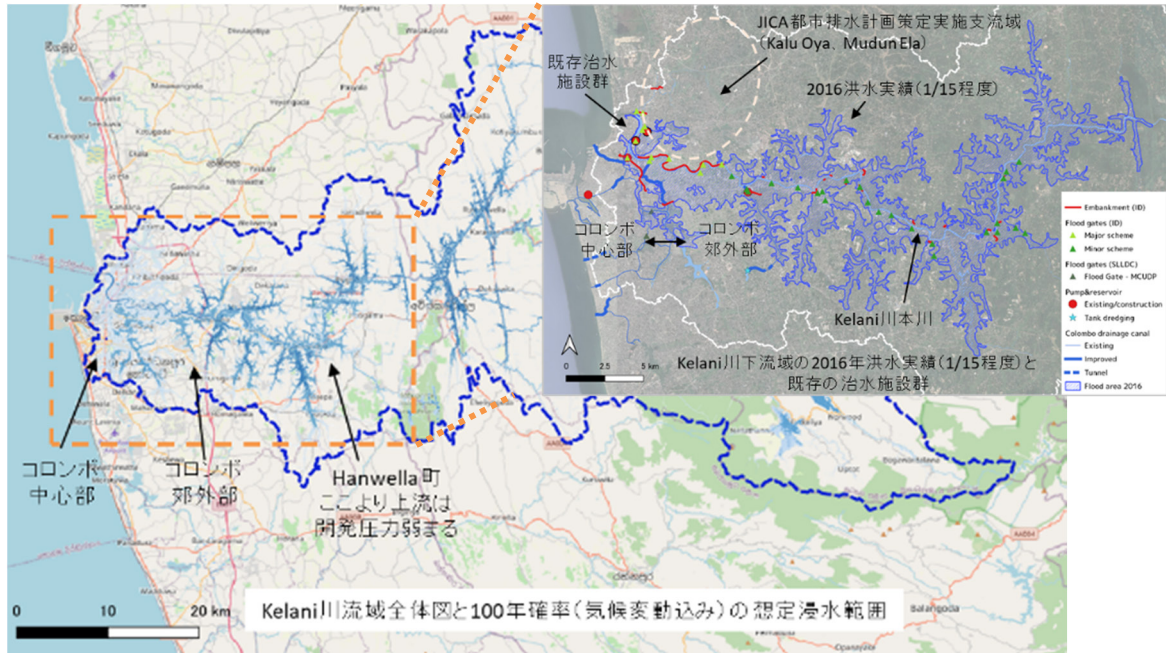 JICA都市排水計画策定実施支流域
(Kalu Oya, Mudun Ela)
既存治水
施設群
2016洪水実績(1/15程度)
コロンボ
中心部
コロンボ
郊外部
Kelani川本川
0 2.5 5 km
Kelani川下流域の2016年洪水実績(1/15程度)と
既存の治水施設群
Embankment (ID)
Flood gates (ID)
Major scheme
Minor scheme
Flood gates (SLLDC)
Flood Gate - MCUDP
Pump&reservoir
Existing/construction
Tank dredging
Colombo drainage canal
Existing
Improved
Tunnel
Flood area 2016
コロンボ
中心部
コロンボ
郊外部
Hanwella町
ここより上流は
開発圧力弱まる
0 10 20 km
Kelani川流域全体図と100年確率(気候変動込み)の想定浸水範囲
Balangoda